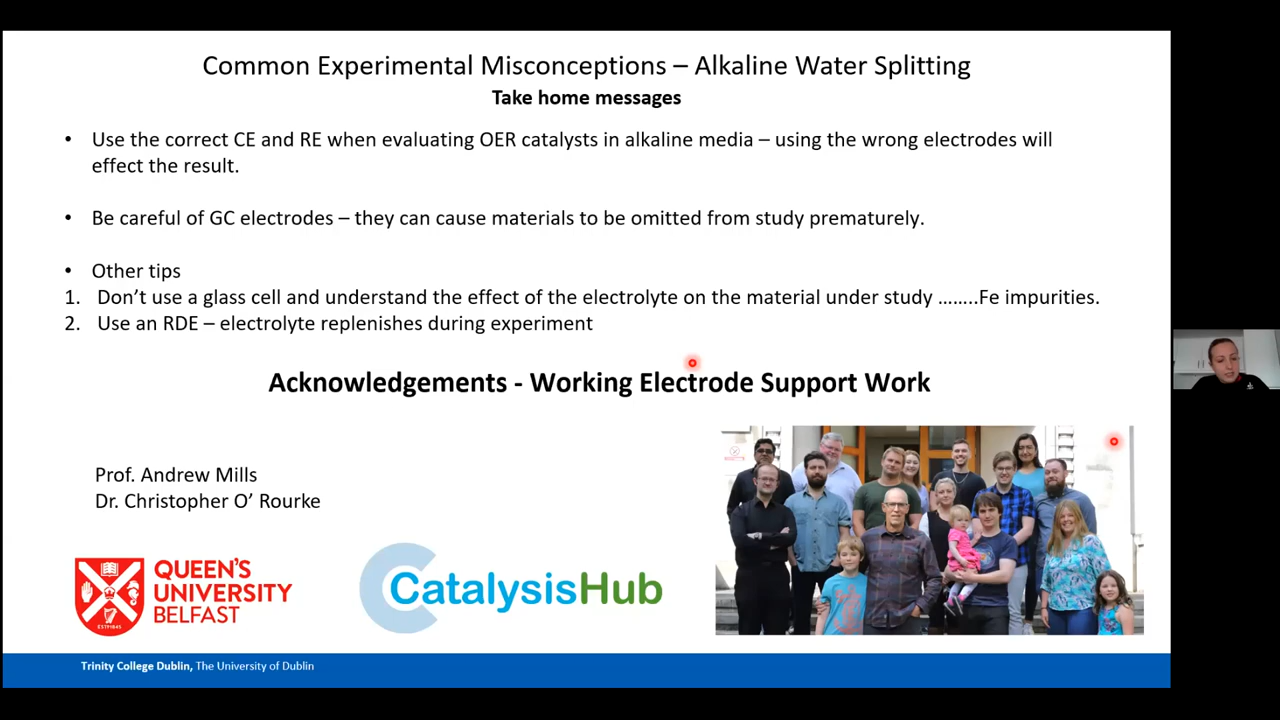 Common Experimental Misconceptions – Alkaline Water Splitting
Take home messages
• Use the correct CE and RE when evaluating OER catalysts in alkaline media – using the wrong electrodes will
effect the result.
• Be careful of GC electrodes – they can cause materials to be omitted from study prematurely.
• Other tips
1. Don’t use a glass cell and understand the effect of the electrolyte on the material under study ........Fe impurities.
2. Use an RDE – electrolyte replenishes during experiment
Acknowledgements - Working Electrode Support Work
Prof. Andrew Mills
Dr. Christopher O’ Rourke
QUEEN'S
UNIVERSITY
BELFAST
ESTD1845
CatalysisHub
Trinity College Dublin, The University of Dublin